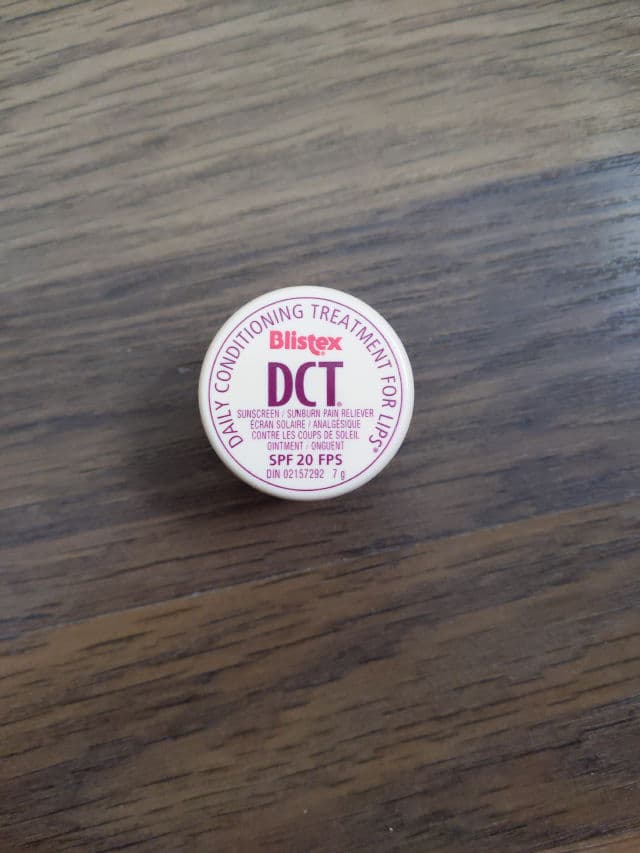 DAILY CONDITIONING TREATMENT FOR LIPS®
Blistex®
DCT®
SUNSCREEN / SUNBURN PAIN RELIEVER
ÉCRAN SOLAIRE / ANALGÉSIQUE
CONTRE LES COUPS DE SOLEIL
OINTMENT / ONGUENT
SPF 20 FPS
DIN 02157292 7 g